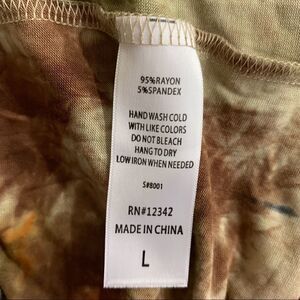 95%RAYON
5%SPANDEX
HAND WASH COLD
WITH LIKE COLORS
DO NOT BLEACH
HANG TO DRY
LOW IRON WHEN NEEDED
S#8001
RN#12342
MADE IN CHINA
L